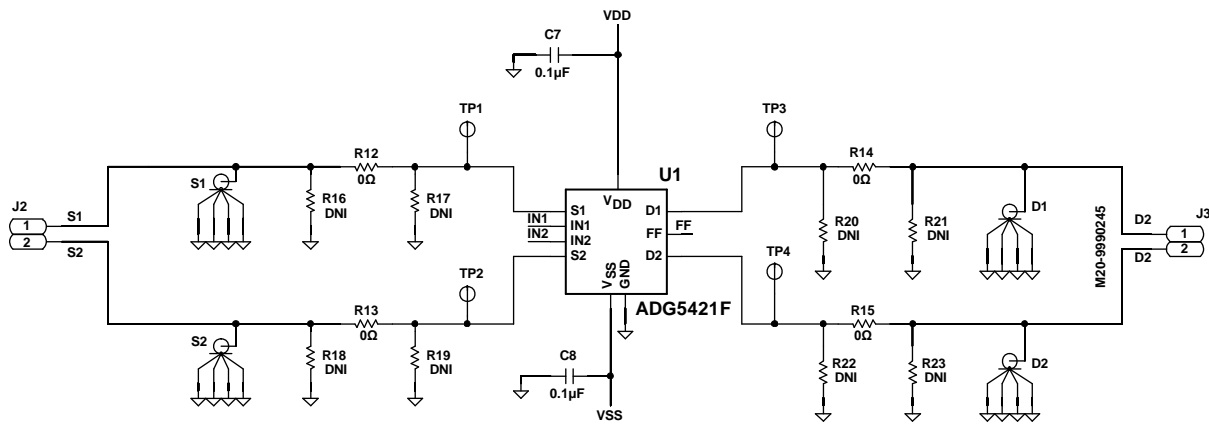 VDD
C7
0.1µF
TP1
TP3
R12
0Ω
R14
0Ω
U1
S1
R16
DNI
R17
DNI
VDD
S1
IN1
IN2
S2
D1
FF
D2
VSS
GND
IN1
IN2
FF
R20
DNI
R21
DNI
D1
J2
1
2
S1
S2
D2
D2
J3
1
2
M20-9990245
TP2
TP4
ADG5421F
R13
0Ω
R15
0Ω
S2
R18
DNI
R19
DNI
C8
0.1µF
VSS
R22
DNI
R23
DNI
D2